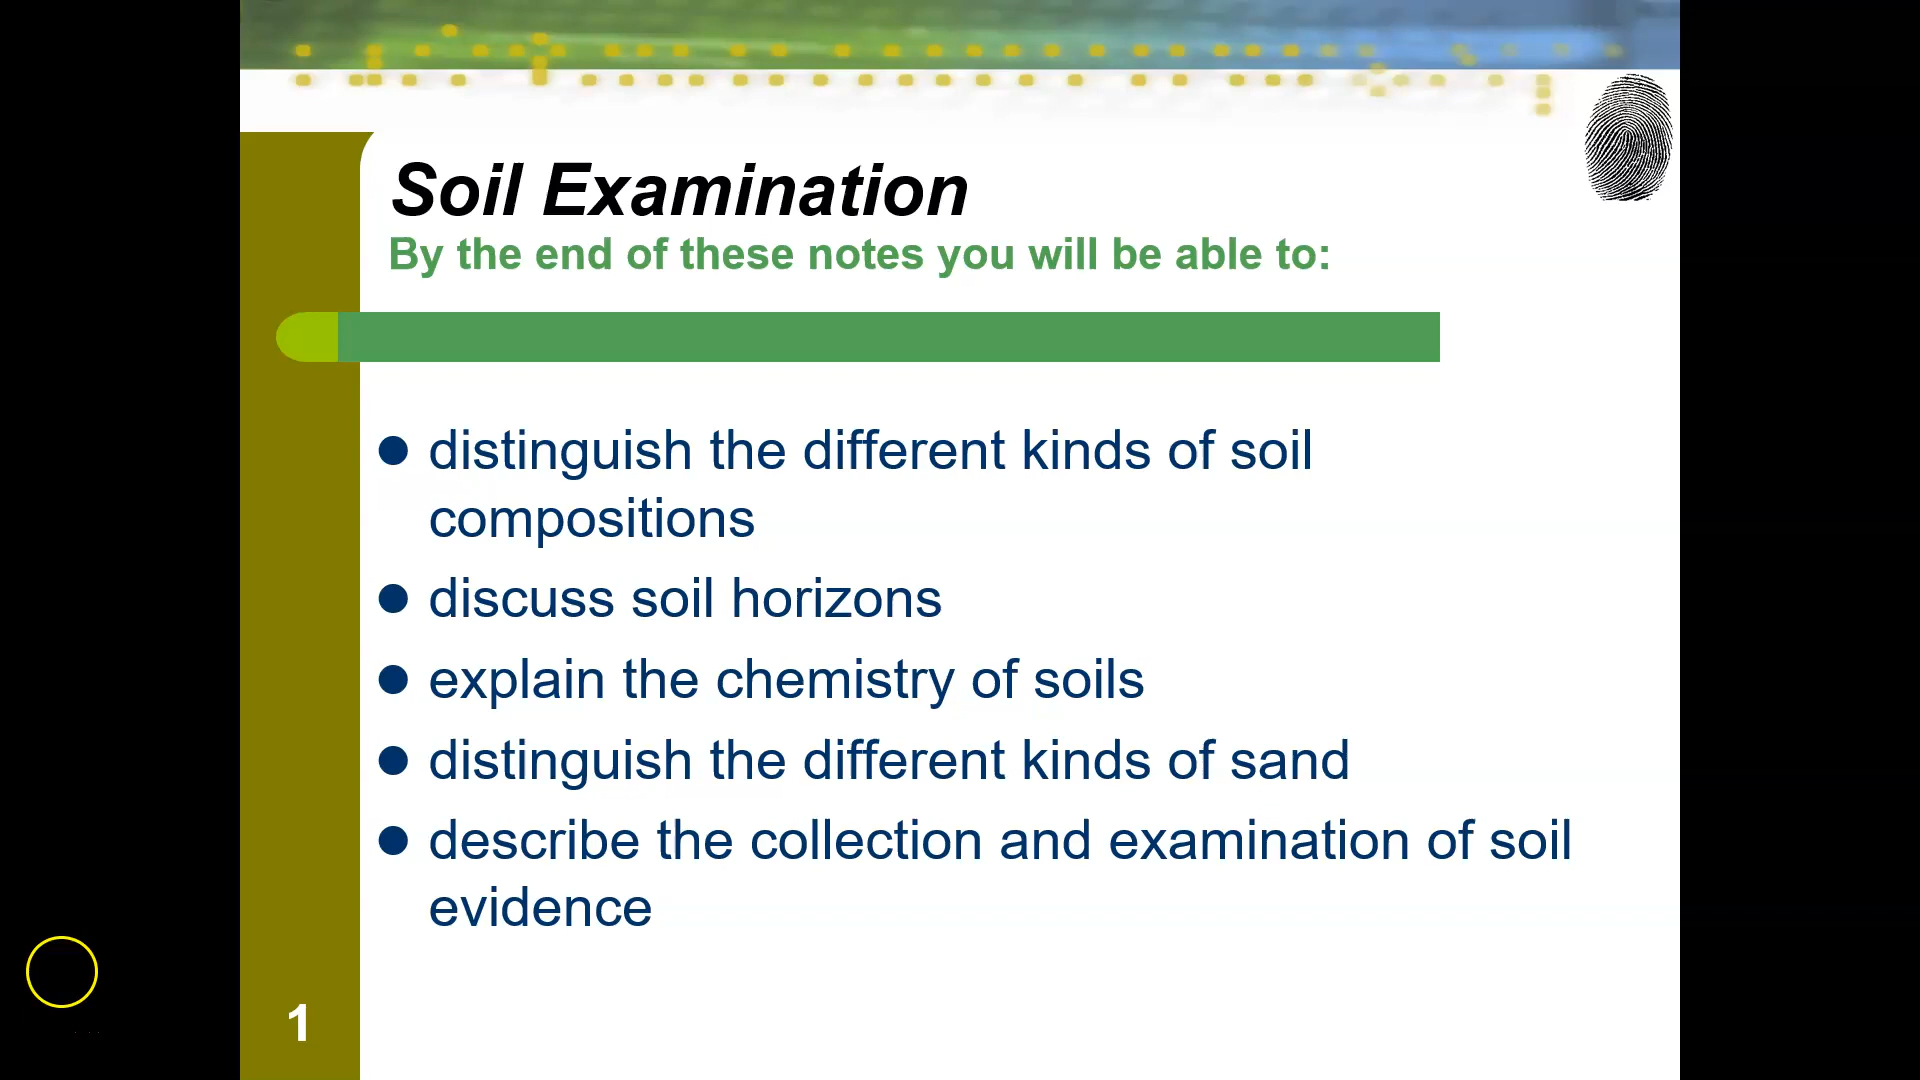 Soil Examination
By the end of these notes you will be able to:
● distinguish the different kinds of soil
compositions
● discuss soil horizons
● explain the chemistry of soils
● distinguish the different kinds of sand
● describe the collection and examination of soil
evidence
1